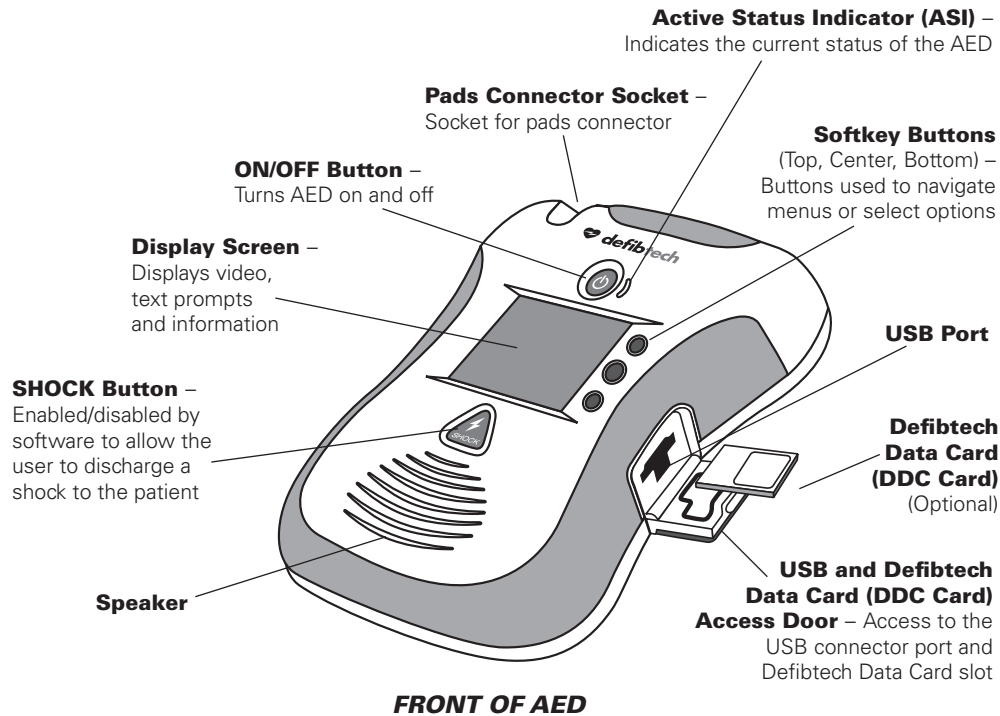 Active Status Indicator (ASI) –
Indicates the current status of the AED
Pads Connector Socket –
Socket for pads connector
Softkey Buttons
(Top, Center, Bottom) –
Buttons used to navigate
menus or select options
ON/OFF Button –
Turns AED on and off
Display Screen –
Displays video,
text prompts
and information
defibtech
USB Port
SHOCK Button –
Enabled/disabled by
software to allow the
user to discharge a
shock to the patient
SHOCK
Defibtech
Data Card
(DDC Card)
(Optional)
USB and Defibtech
Data Card (DDC Card)
Access Door – Access to the
USB connector port and
Defibtech Data Card slot
Speaker
FRONT OF AED